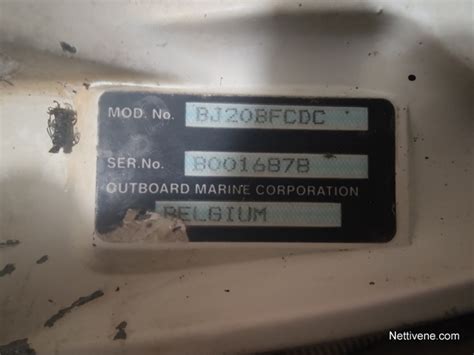 MOD. No. BJ20BFCDC
SER.No. B0016878
OUTBOARD MARINE CORPORATION
BELGIUM
Nettivene.com